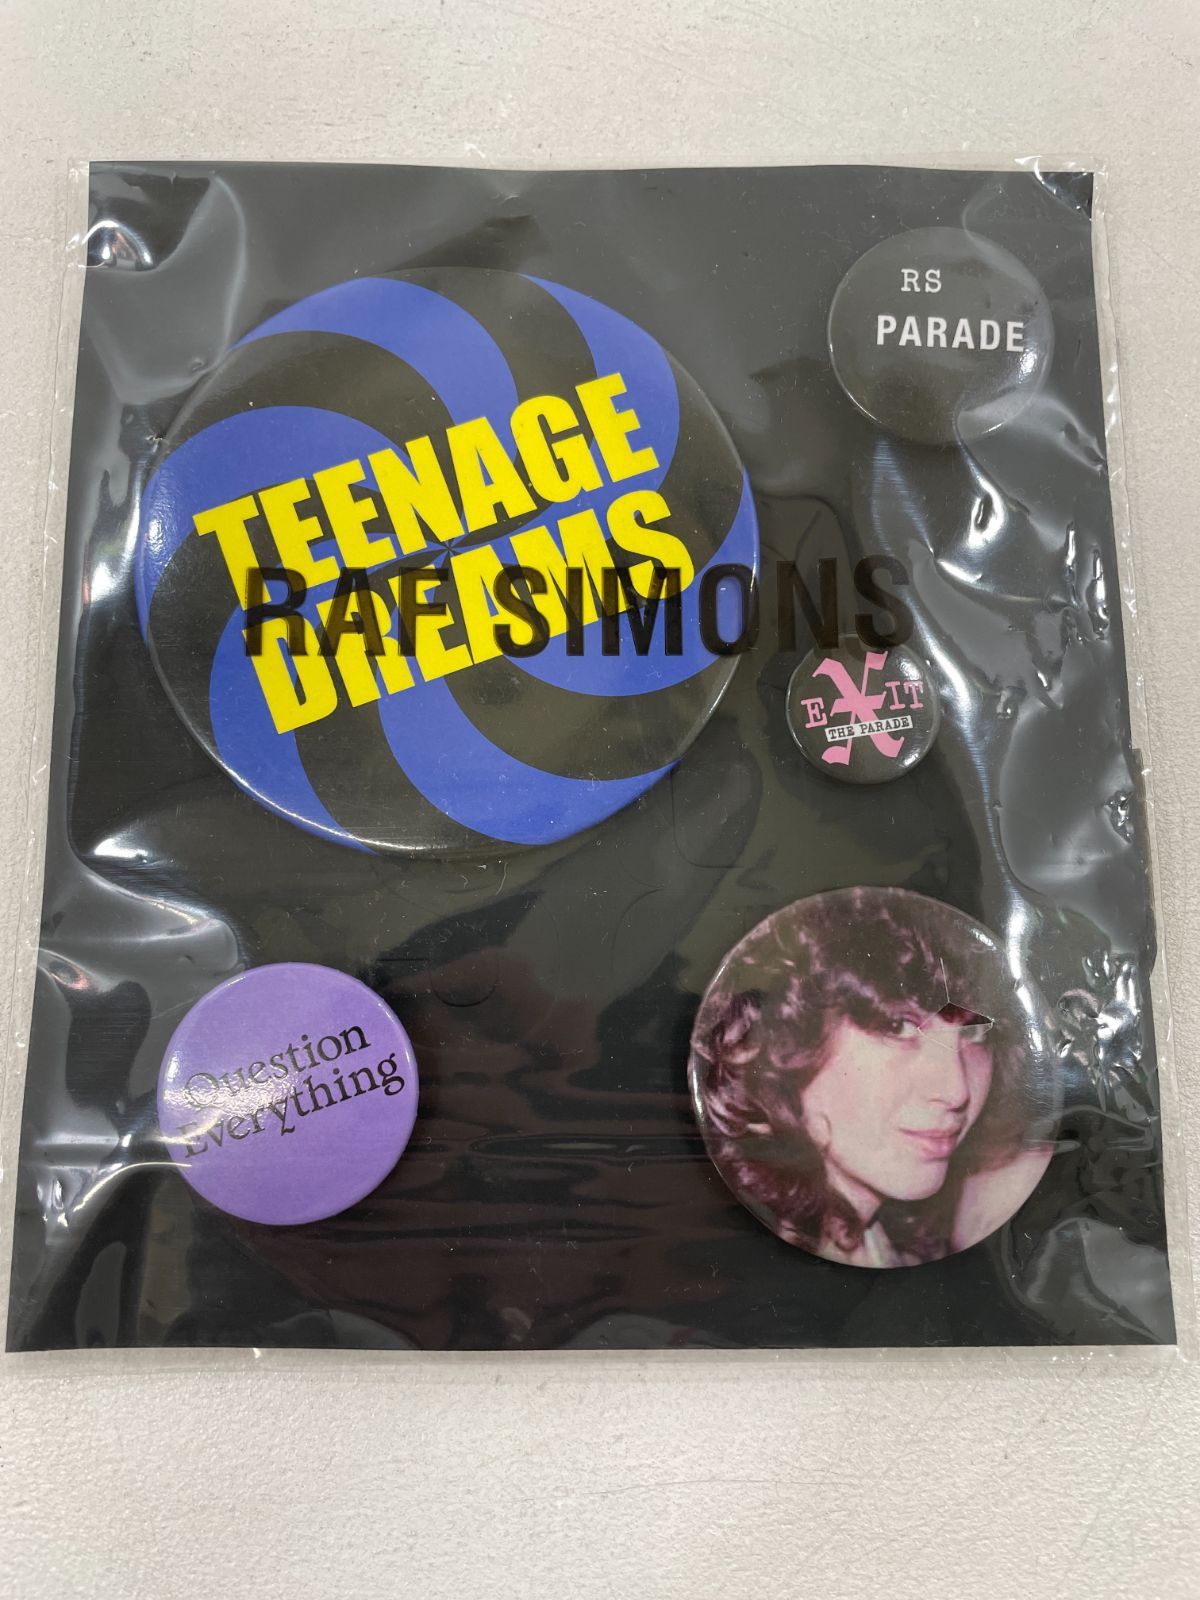 RS
PARADE
TEENAGE
DREAMS
RAF SIMONS
EXIT
THE PARADE
Question
Everything